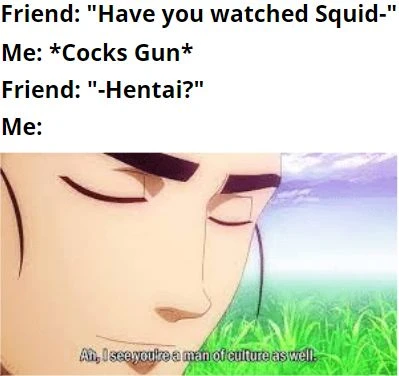 Friend: "Have you watched Squid-"
Me: *Cocks Gun*
Friend: "-Hentai?"
Me:
Ah, I see you're a man of culture as well.